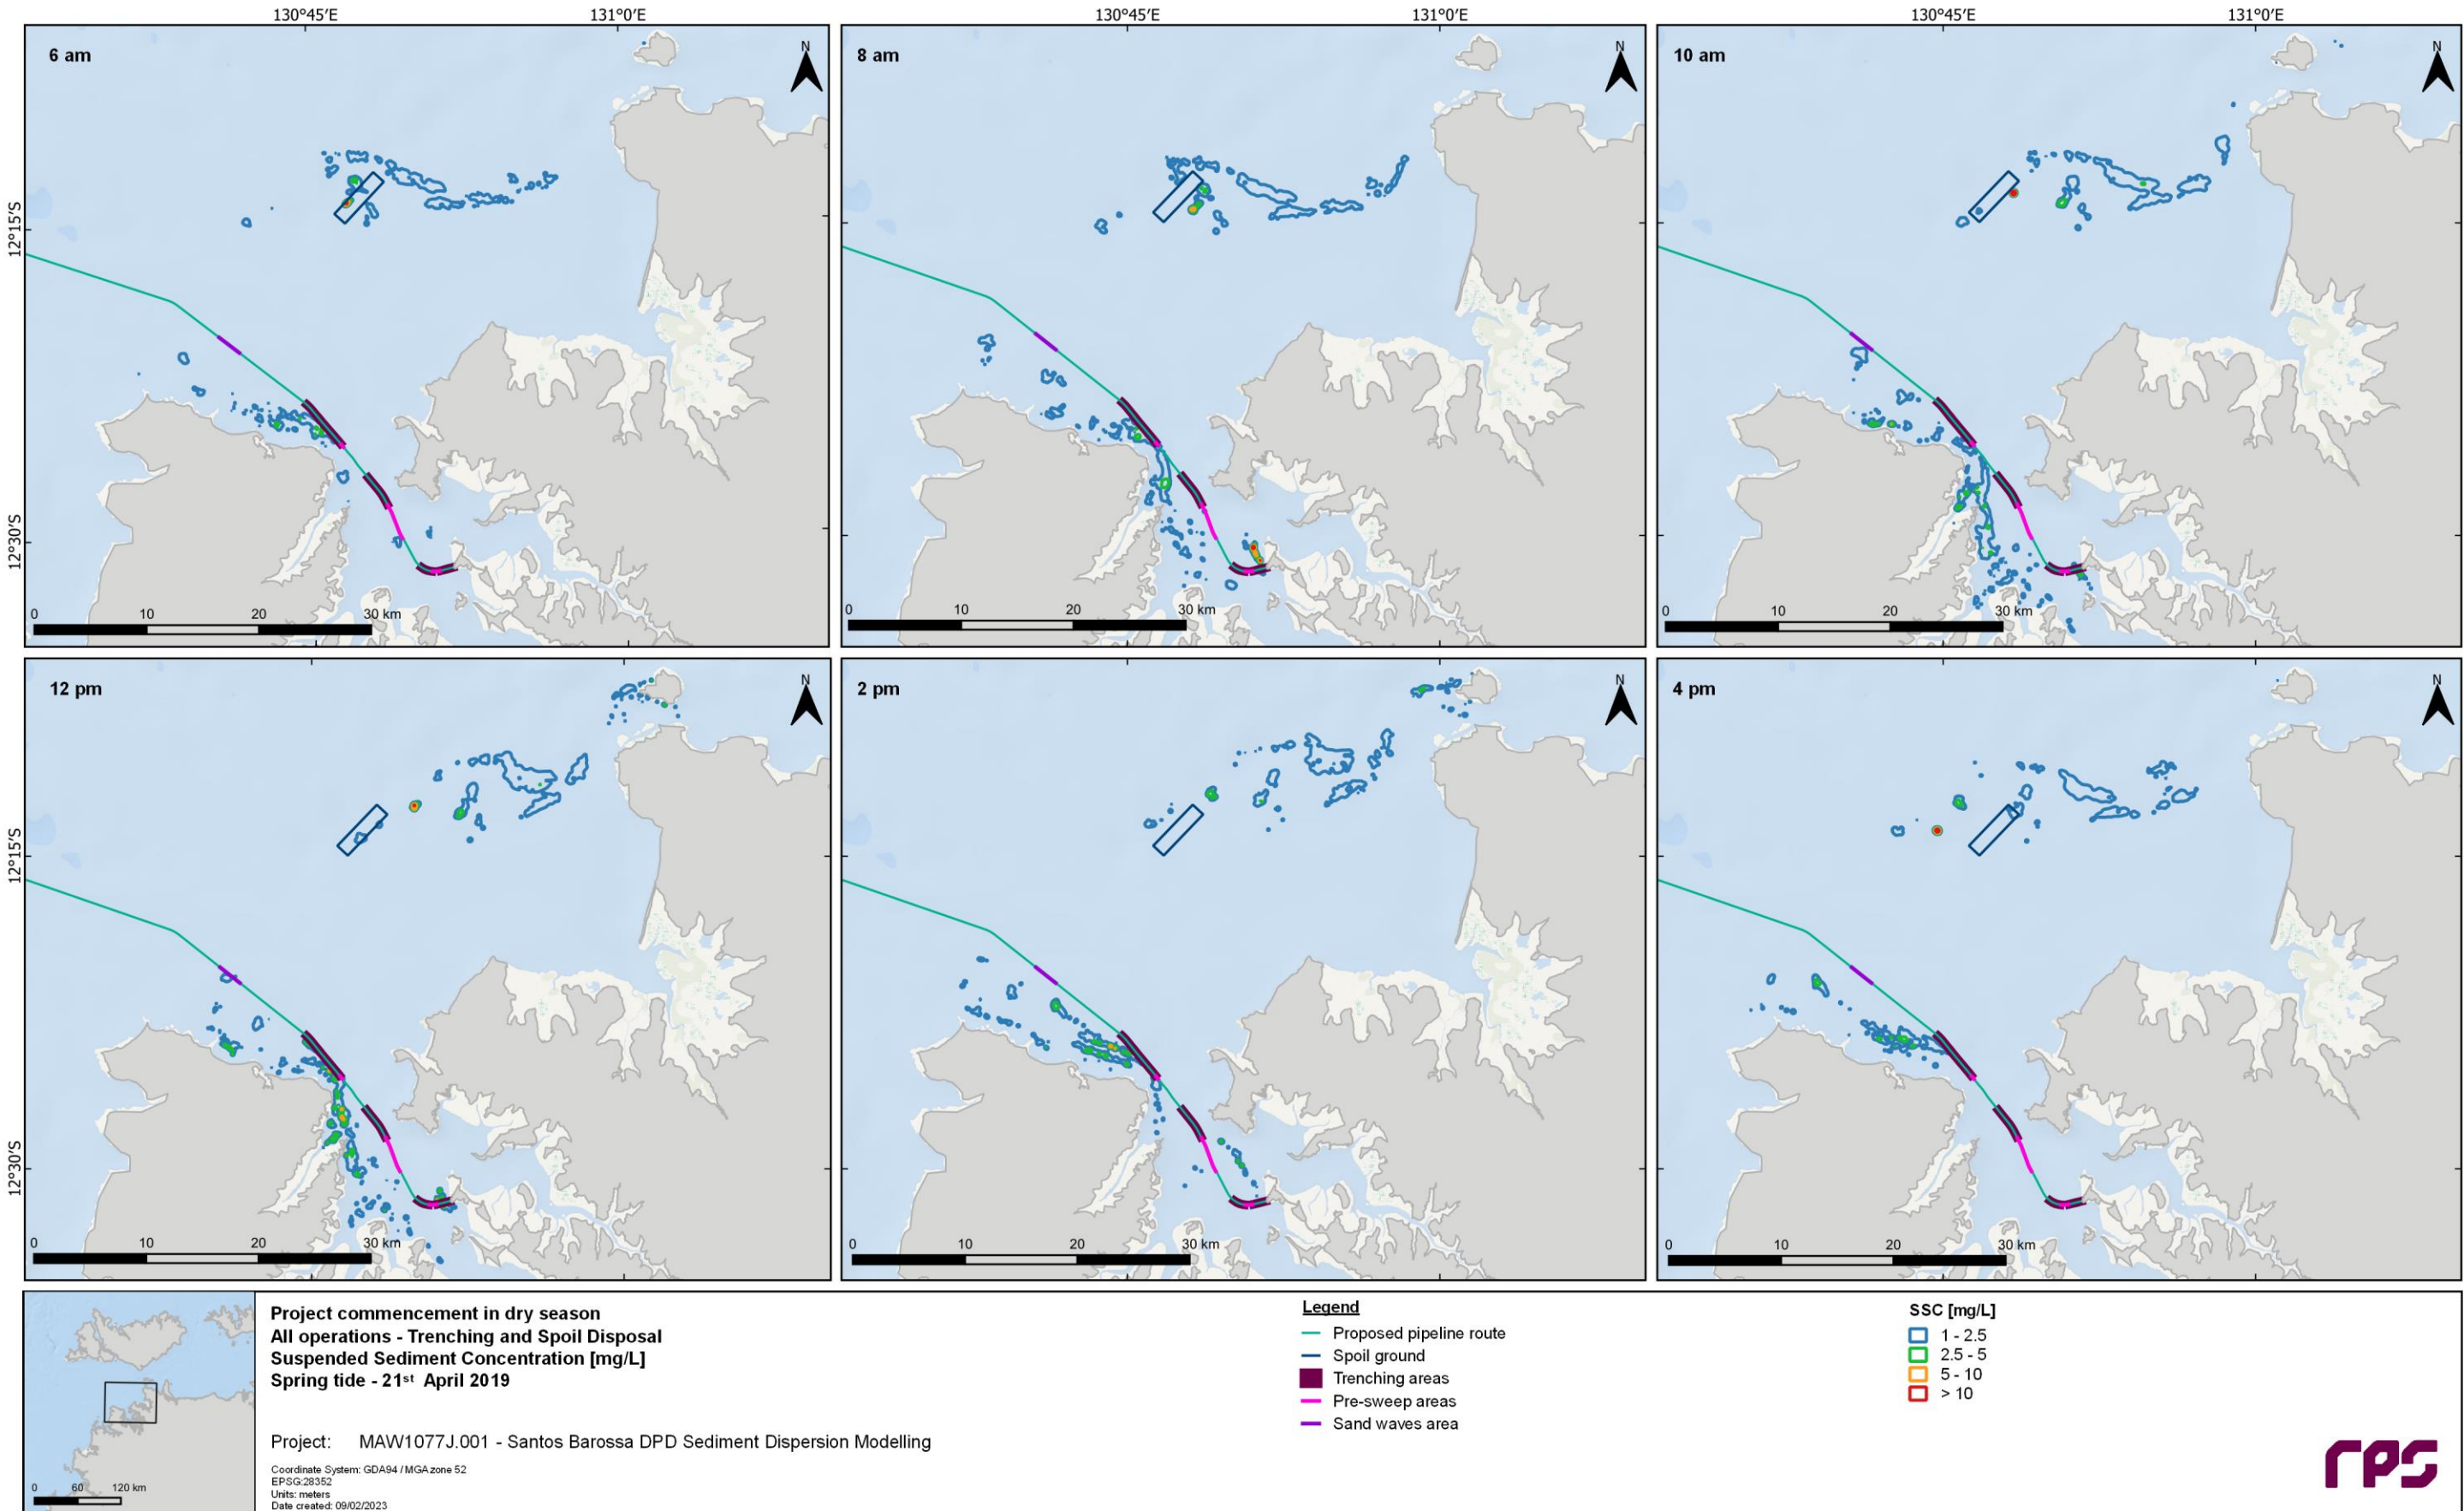 130°45'E 131°0'E 130°45'E 131°0'E 130°45'E 131°0'E
6 am
N
8 am
N
10 am
N
12°15'S
12°30'S
0 10 20 30 km
0 10 20 30 km
0 10 20 30 km
12 pm
N
2 pm
N
4 pm
N
12°15'S
12°30'S
0 10 20 30 km
0 10 20 30 km
0 10 20 30 km
0 60 120 km
Project commencement in dry season
All operations - Trenching and Spoil Disposal
Suspended Sediment Concentration [mg/L]
Spring tide - 21st April 2019
Project: MAW1077J.001 - Santos Barossa DPD Sediment Dispersion Modelling
Coordinate System: GDA94 / MGA zone 52
EPSG:28352
Units: meters
Date created: 09/02/2023
Legend
Proposed pipeline route
Spoil ground
Trenching areas
Pre-sweep areas
Sand waves area
SSC [mg/L]
1 - 2.5
2.5 - 5
5 - 10
> 10
rps